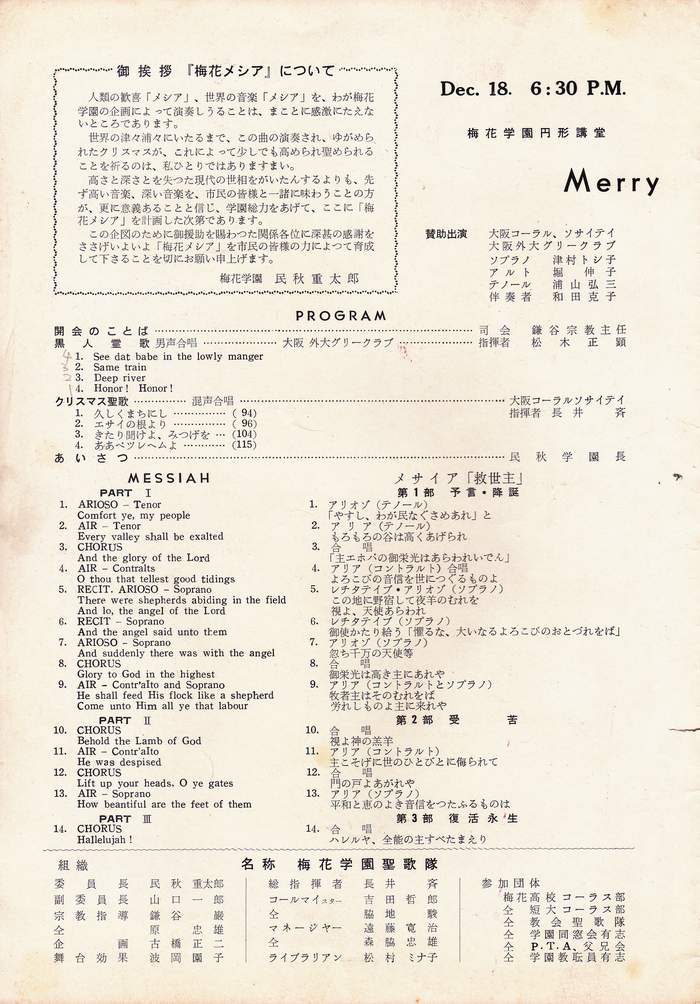 御挨拶『梅花メシア』について
人類の歓喜「メシア」、世界の音楽「メシア」を、わが梅花
学園の企画によって演奏しうることは、まことに感激にたえな
いところであります。
世界の津々浦々にいたるまで、この曲の演奏され、ゆがめら
れたクリスマスが、これによって少しでも高められ聖められる
ことを祈るのは、私ひとりではありますまい。
高さと深さとを失つた現代の世相をがいたんするよりも、先
ず高い音楽、深い音楽を、市民の皆様と一諸に味わうことの方
が、更に意義あることと信じ、学園総力をあげて、ここに「梅
花メシア」を計画した次第であります。
この企図のために御援助を賜わつた関係各位に深甚の感謝を
ささげいよいよ「梅花メシア」を市民の皆様の力によつて育成
して下さることを切にお願い申上げます。
梅花学園 民秋重太郎
Dec. 18. 6:30 P.M.
梅花学園円形講堂
Merry
賛助出演 大阪コーラル、ソサイテイ
大阪外大グリークラブ
ソプラノ 津村トシ子
アルト 堀伸子
テノール 浦山弘三
伴奏者 和田克子
PROGRAM
開会のことば 司会 鎌谷宗教主任
黒人霊歌 男声合唱 大阪 外大グリークラブ 指揮者 松木正顕
4 1. See dat babe in the lowly manger
3 2. Same train
2 3. Deep river
1 4. Honor! Honor!
クリスマス聖歌 混声合唱 大阪コーラルソサイテイ
1. 久しくまちにし (94) 指揮者 長井斉
2. エサイの根より (96)
3. きたり開けよ、みつげを (104)
4. ああベツレヘムよ (115)
あいさつ 民秋学園長
MESSIAH
PART I
1. ARIOSO – Tenor
Comfort ye, my people
2. AIR – Tenor
Every valley shall be exalted
3. CHORUS
And the glory of the Lord
4. AIR – Contralts
O thou that tellest good tidings
5. RECIT. ARIOSO – Soprano
There were shepherds abiding in the field
And lo, the angel of the Lord
6. RECIT – Soprano
And the angel said unto them
7. ARIOSO – Soprano
And suddenly there was with the angel
8. CHORUS
Glory to God in the highest
9. AIR – Contr'alto and Soprano
He shall feed His flock like a shepherd
Come unto Him all ye that labour
PART II
10. CHORUS
Behold the Lamb of God
11. AIR – Contr'alto
He was despised
12. CHORUS
Lift up your heads. O ye gates
13. AIR – Soprano
How beantiful are the feet of them
PART III
14. CHORUS
Hallelujah!
メサイア「救世主」
第1部 予言・降誕
1. アリオゾ(テノール)
「やすし、わが民なぐさめあれ」と
2. アリア(テノール)
もろもろの谷は高くあげられ
3. 合唱
「主エホバの御栄光はあらわれいでん」
4. アリア(コントラルト)合唱
よろこびの音信を世につぐるものよ
5. レチタテイブ・アリオゾ(ソプラノ)
この地に野宿して夜羊のむれを
視よ、天使あらわれ
6. レチタテイブ(ソプラノ)
御使かたり給う「懼るな、大いなるよろこびのおとづれをば」
7. アリオゾ(ソプラノ)
忽ち千万の天使等
8. 合唱
御栄光は高き主にあれや
9. アリア(コントラルトとソプラノ)
牧者主はそのむれをば
労れしものよ主に来れや
第2部 受苦
10. 合唱
視よ神の羔羊
11. アリア(コントラルト)
主こそげに世のひとびとに侮られて
12. 合唱
門の戸よあがれや
13. アリア(ソプラノ)
平和と恵のよき音信をつたふるものは
第3部 復活永生
14. 合唱
ハレルヤ、全能の主すべたまえり
名称 梅花学園聖歌隊
組織
委員長 民秋重太郎
副委員長 山口一郎
宗教指導 鎌谷巌
仝 原忠雄
企画 古橋正二
舞台効果 波岡園子
総指揮者 長井斉
コールマイスター 吉田哲郎
仝 脇地駿
マネージャー 遠藤寛治
仝 森脇忠雄
ライブラリアン 松村ミナ子
参加団体
梅花高校コーラス部
仝 短大コーラス部
仝 教会聖歌隊
仝 学園同窓会有志
仝 P.T.A、父兄会
仝 学園教耺員有志